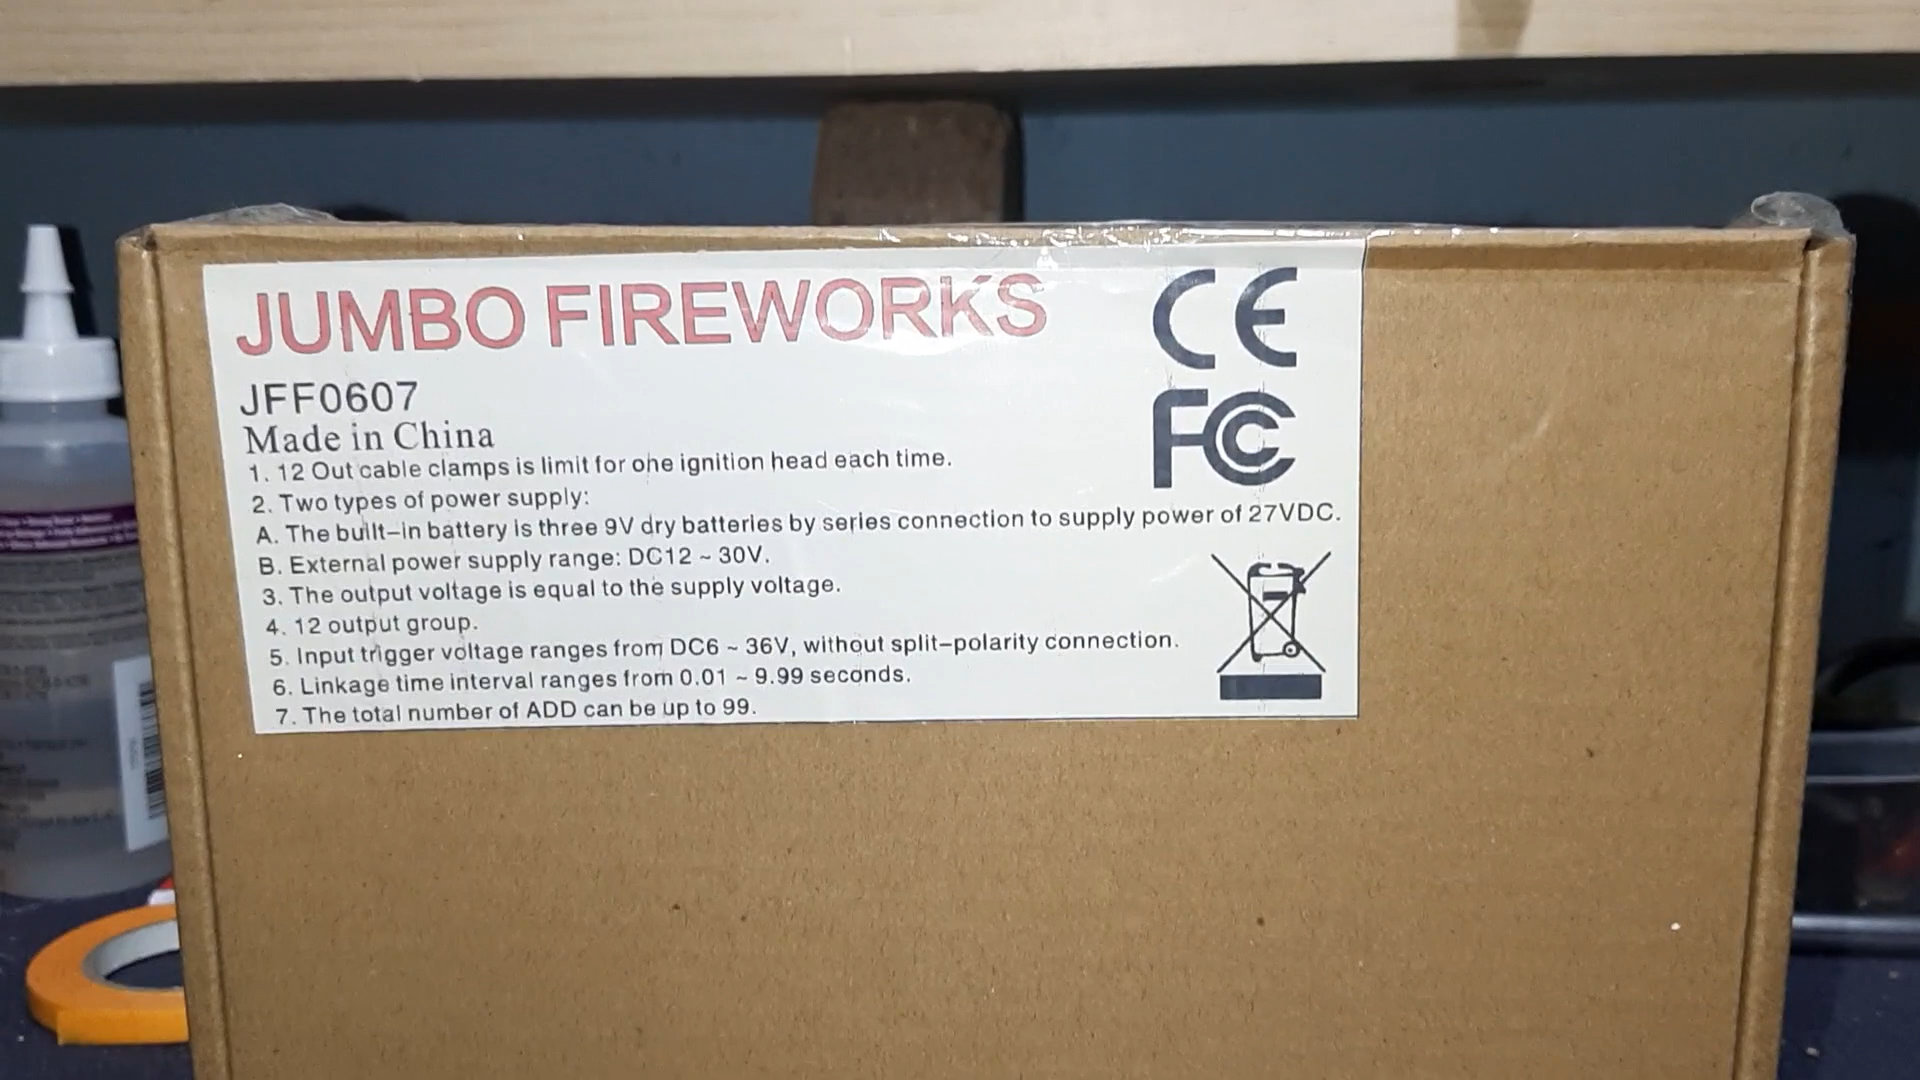 JUMBO FIREWORKS
CE
FC
JFF0607
Made in China
1. 12 Out cable clamps is limit for one ignition head each time.
2. Two types of power supply:
A. The built-in battery is three 9V dry batteries by series connection to supply power of 27VDC.
B. External power supply range: DC12 ~ 30V.
3. The output voltage is equal to the supply voltage.
4. 12 output group.
5. Input trigger voltage ranges from DC6 ~ 36V, without split-polarity connection.
6. Linkage time interval ranges from 0.01 ~ 9.99 seconds.
7. The total number of ADD can be up to 99.